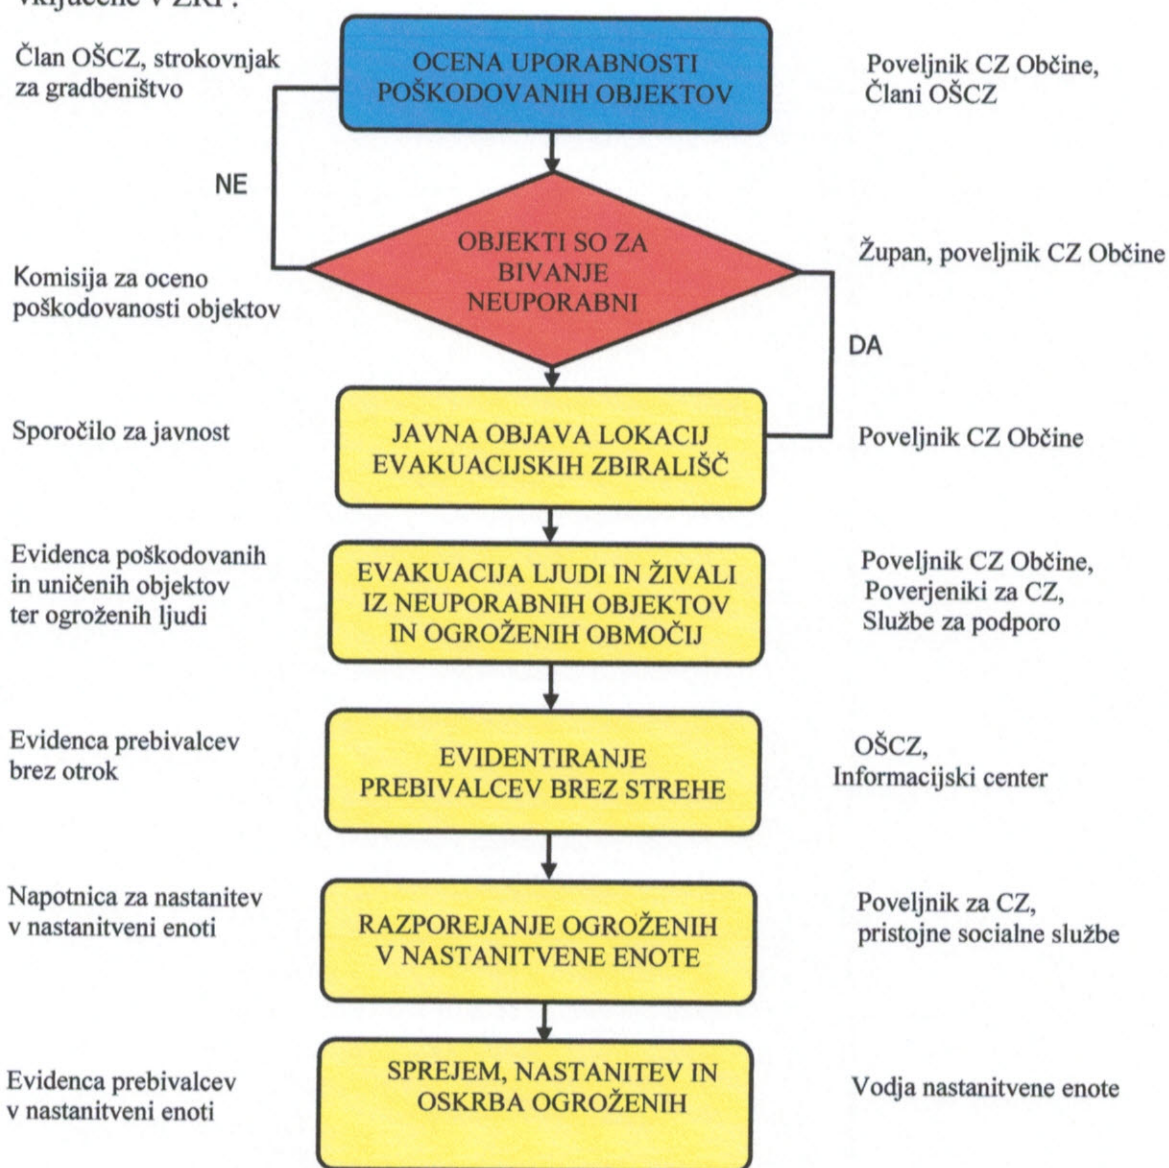 vključene v ZRP.
Član OŠCZ, strokovnjak
za gradbeništvo
OCENA UPORABNOSTI
POŠKODOVANIH OBJEKTOV
Poveljnik CZ Občine,
Člani OŠCZ
NE
Komisija za oceno
poškodovanosti objektov
OBJEKTI SO ZA
BIVANJE
NEUPORABNI
Župan, poveljnik CZ Občine
DA
Sporočilo za javnost
JAVNA OBJAVA LOKACIJ
EVAKUACIJSKIH ZBIRALIŠČ
Poveljnik CZ Občine
Evidenca poškodovanih
in uničenih objektov
ter ogroženih ljudi
EVAKUACIJA LJUDI IN ŽIVALI
IZ NEUPORABNIH OBJEKTOV
IN OGROŽENIH OBMOČIJ
Poveljnik CZ Občine,
Poverjeniki za CZ,
Službe za podporo
Evidenca prebivalcev
brez otrok
EVIDENTIRANJE
PREBIVALCEV BREZ STREHE
OŠCZ,
Informacijski center
Napotnica za nastanitev
v nastanitveni enoti
RAZPOREJANJE OGROŽENIH
V NASTANITVENE ENOTE
Poveljnik za CZ,
pristojne socialne službe
Evidenca prebivalcev
v nastanitveni enoti
SPREJEM, NASTANITEV IN
OSKRBA OGROŽENIH
Vodja nastanitvene enote